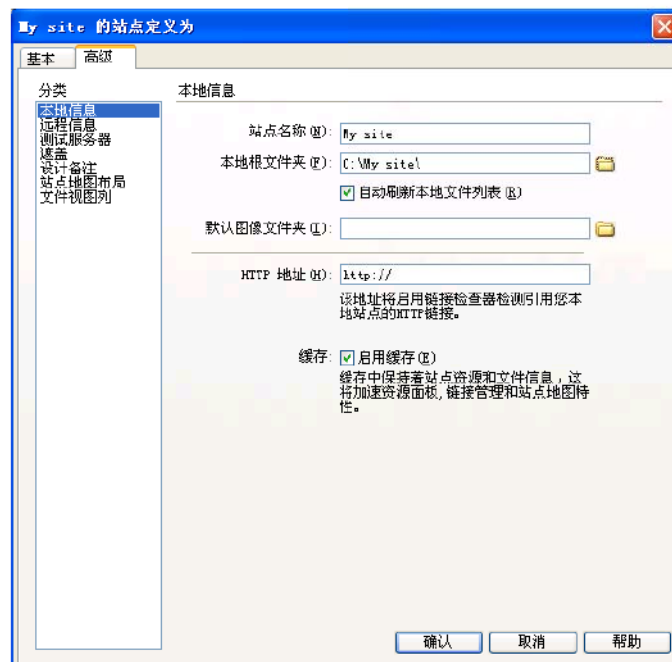 My site 的站点定义为
基本
高级
分类
本地信息
远程信息
测试服务器
遮盖
设计备注
站点地图布局
文件视图列
本地信息
站点名称(N): My site
本地根文件夹(F): C:\My site\
自动刷新本地文件列表(R)
默认图像文件夹(I):
HTTP 地址(H): http://
该地址将启用链接检查器检测引用您本
地站点的HTTP链接。
缓存: 启用缓存(E)
缓存中保持着站点资源和文件信息，这
将加速资源面板,链接管理和站点地图特
性。
确认
取消
帮助